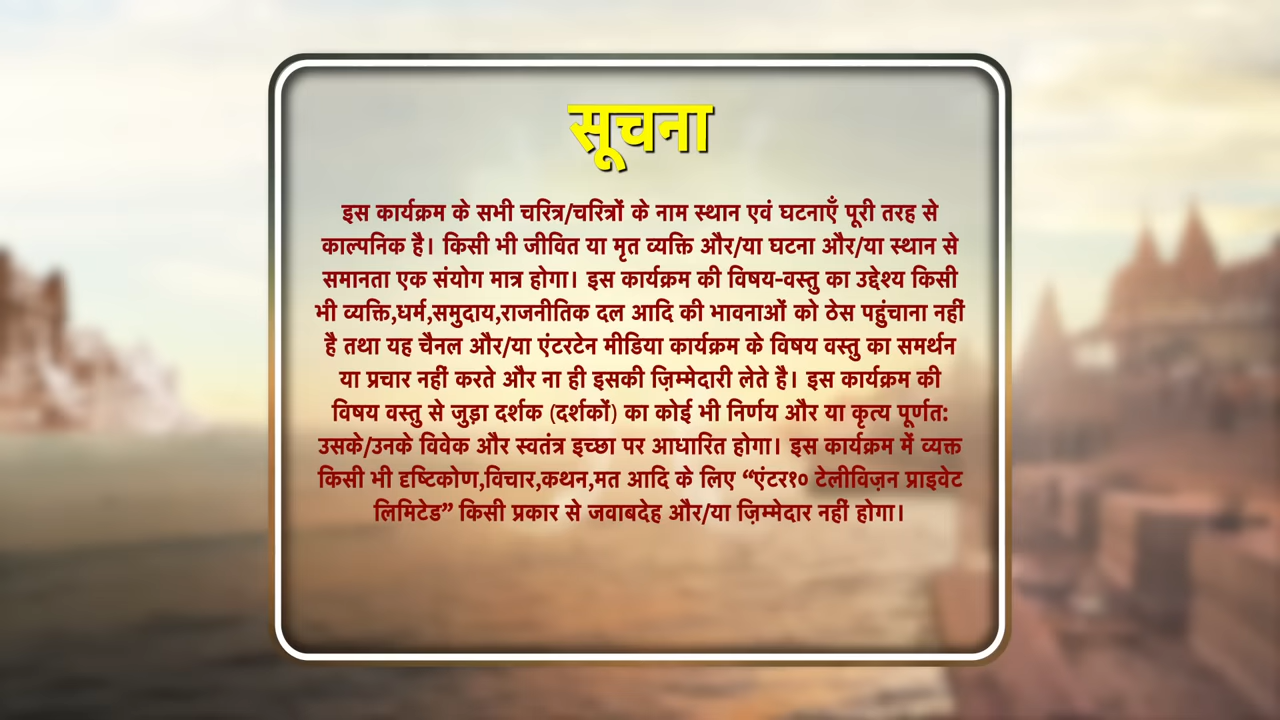 सूचना
इस कार्यक्रम के सभी चरित्र/चरित्रों के नाम स्थान एवं घटनाएँ पूरी तरह से
काल्पनिक है। किसी भी जीवित या मृत व्यक्ति और/या घटना और/या स्थान से
समानता एक संयोग मात्र होगा। इस कार्यक्रम की विषय-वस्तु का उद्देश्य किसी
भी व्यक्ति,धर्म,समुदाय,राजनीतिक दल आदि की भावनाओं को ठेस पहुंचाना नहीं
है तथा यह चैनल और/या एंटरटेन मीडिया कार्यक्रम के विषय वस्तु का समर्थन
या प्रचार नहीं करते और ना ही इसकी ज़िम्मेदारी लेते है। इस कार्यक्रम की
विषय वस्तु से जुड़ा दर्शक (दर्शकों) का कोई भी निर्णय और या कृत्य पूर्णत:
उसके/उनके विवेक और स्वतंत्र इच्छा पर आधारित होगा। इस कार्यक्रम में व्यक्त
किसी भी दृष्टिकोण,विचार,कथन,मत आदि के लिए “एंटर१० टेलीविज़न प्राइवेट
लिमिटेड” किसी प्रकार से जवाबदेह और/या ज़िम्मेदार नहीं होगा।